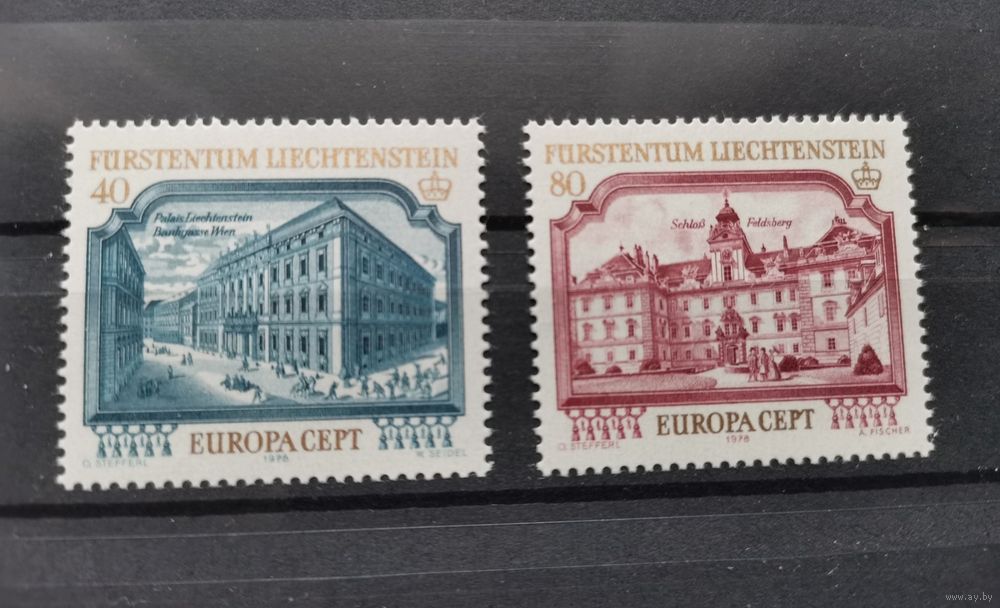 FÜRSTENTUM LIECHTENSTEIN
40
Palais Liechtenstein
Bankgasse Wien
EUROPA CEPT
O. STEFFERL
1978
W. SEIDEL
FÜRSTENTUM LIECHTENSTEIN
80
Schloß Feldsberg
EUROPA CEPT
O. STEFFERL
1978
A. FISCHER
www.ay.by